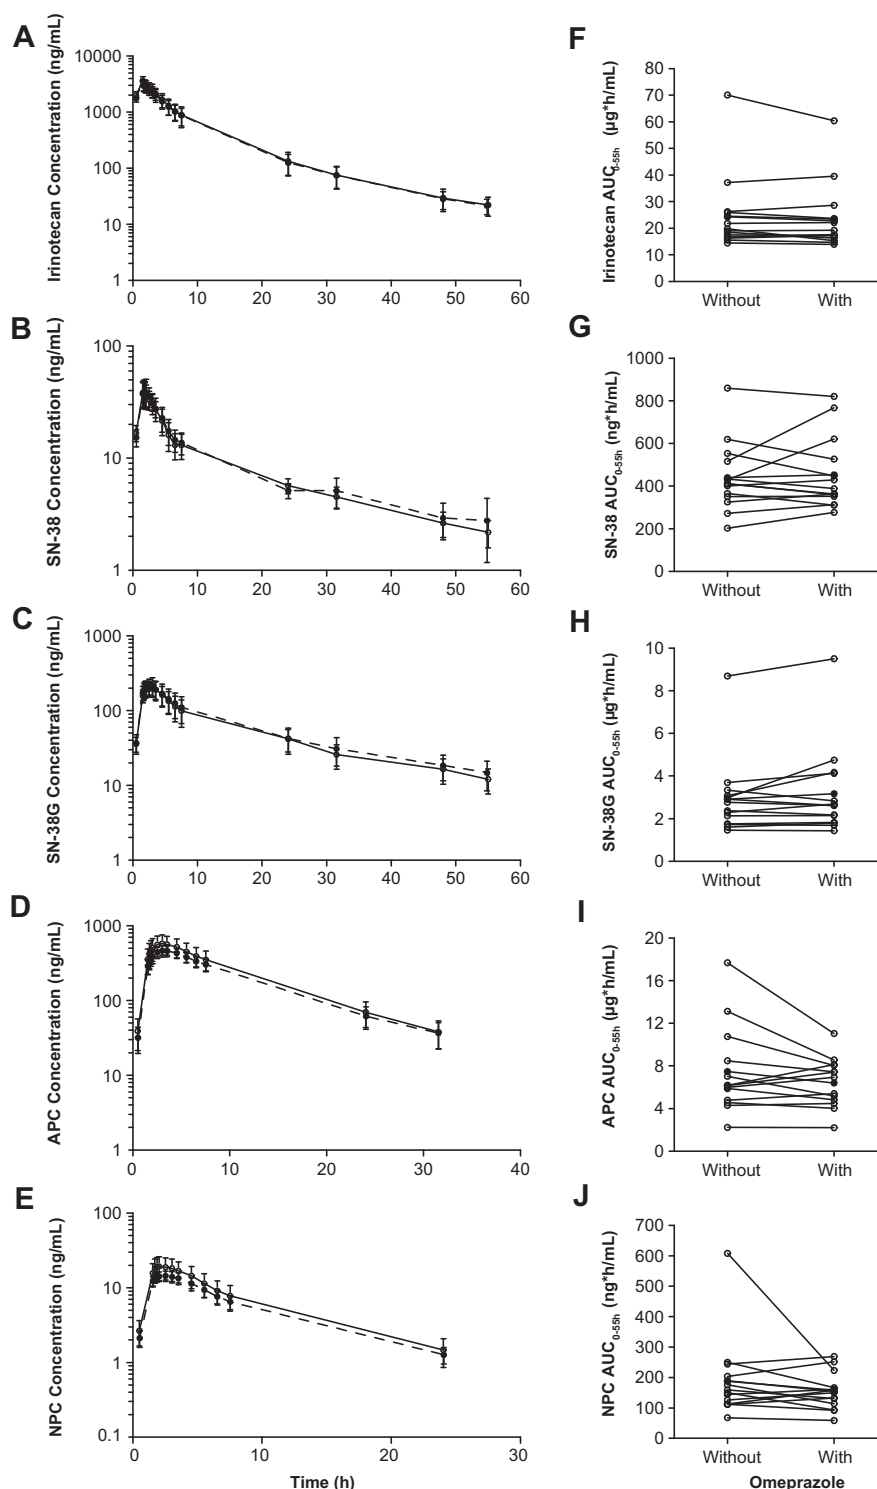 A
Irinotecan Concentration (ng/mL)
10000
1000
100
10
1
0 10 20 30 40 50 60
F
Irinotecan AUC0-55h (µg*h/mL)
80
70
60
50
40
30
20
10
0
Without With
B
SN-38 Concentration (ng/mL)
100
10
1
0 10 20 30 40 50 60
G
SN-38 AUC0-55h (ng*h/mL)
1000
800
600
400
200
0
Without With
C
SN-38G Concentration (ng/mL)
1000
100
10
1
0 10 20 30 40 50 60
H
SN-38G AUC0-55h (µg*h/mL)
10
8
6
4
2
0
Without With
D
APC Concentration (ng/mL)
1000
100
10
1
0 10 20 30 40
I
APC AUC0-55h (µg*h/mL)
20
16
12
8
4
0
Without With
E
NPC Concentration (ng/mL)
100
10
1
0.1
0 10 20 30
Time (h)
J
NPC AUC0-55h (ng*h/mL)
700
600
500
400
300
200
100
0
Without With
Omeprazole